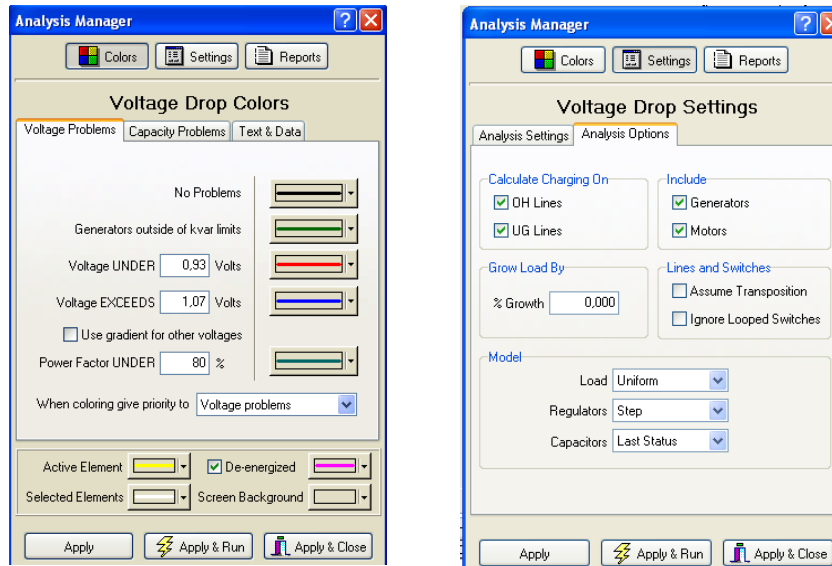 Analysis Manager
Colors Settings Reports
Voltage Drop Colors
Voltage Problems Capacity Problems Text & Data
No Problems
Generators outside of kvar limits
Voltage UNDER 0,93 Volts
Voltage EXCEEDS 1,07 Volts
Use gradient for other voltages
Power Factor UNDER 80 %
When coloring give priority to Voltage problems
Active Element De-energized
Selected Elements Screen Background
Apply Apply & Run Apply & Close
Analysis Manager
Colors Settings Reports
Voltage Drop Settings
Analysis Settings Analysis Options
Calculate Charging On
OH Lines
UG Lines
Include
Generators
Motors
Grow Load By
% Growth 0,000
Lines and Switches
Assume Transposition
Ignore Looped Switches
Model
Load Uniform
Regulators Step
Capacitors Last Status
Apply Apply & Run Apply & Close